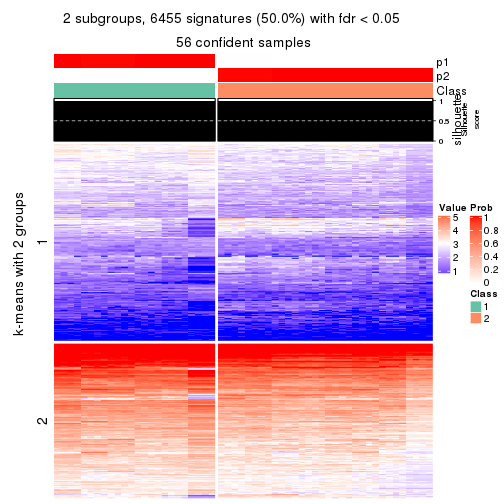 2 subgroups, 6455 signatures (50.0%) with fdr < 0.05
56 confident samples
p1
p2
Class
silhouette
Silhouette
score
1
0.5
0
k-means with 2 groups
1
2
Value
5
4
3
2
1
Prob
1
0.8
0.6
0.4
0.2
0
Class
1
2